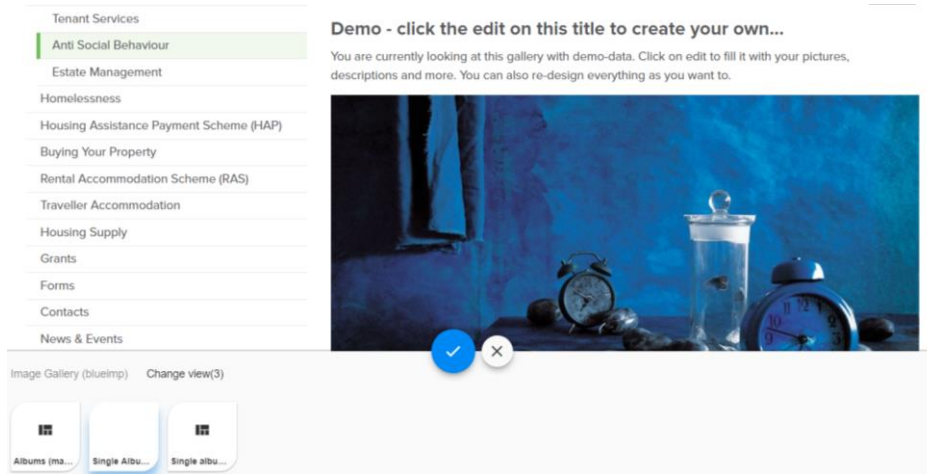 Tenant Services
Anti Social Behaviour
Estate Management
Homelessness
Housing Assistance Payment Scheme (HAP)
Buying Your Property
Rental Accommodation Scheme (RAS)
Traveller Accommodation
Housing Supply
Grants
Forms
Contacts
News & Events
Demo - click the edit on this title to create your own...
You are currently looking at this gallery with demo-data. Click on edit to fill it with your pictures,
descriptions and more. You can also re-design everything as you want to.
Image Gallery (blueimp) Change view(3)
Albums (ma... Single Albu... Single albu...